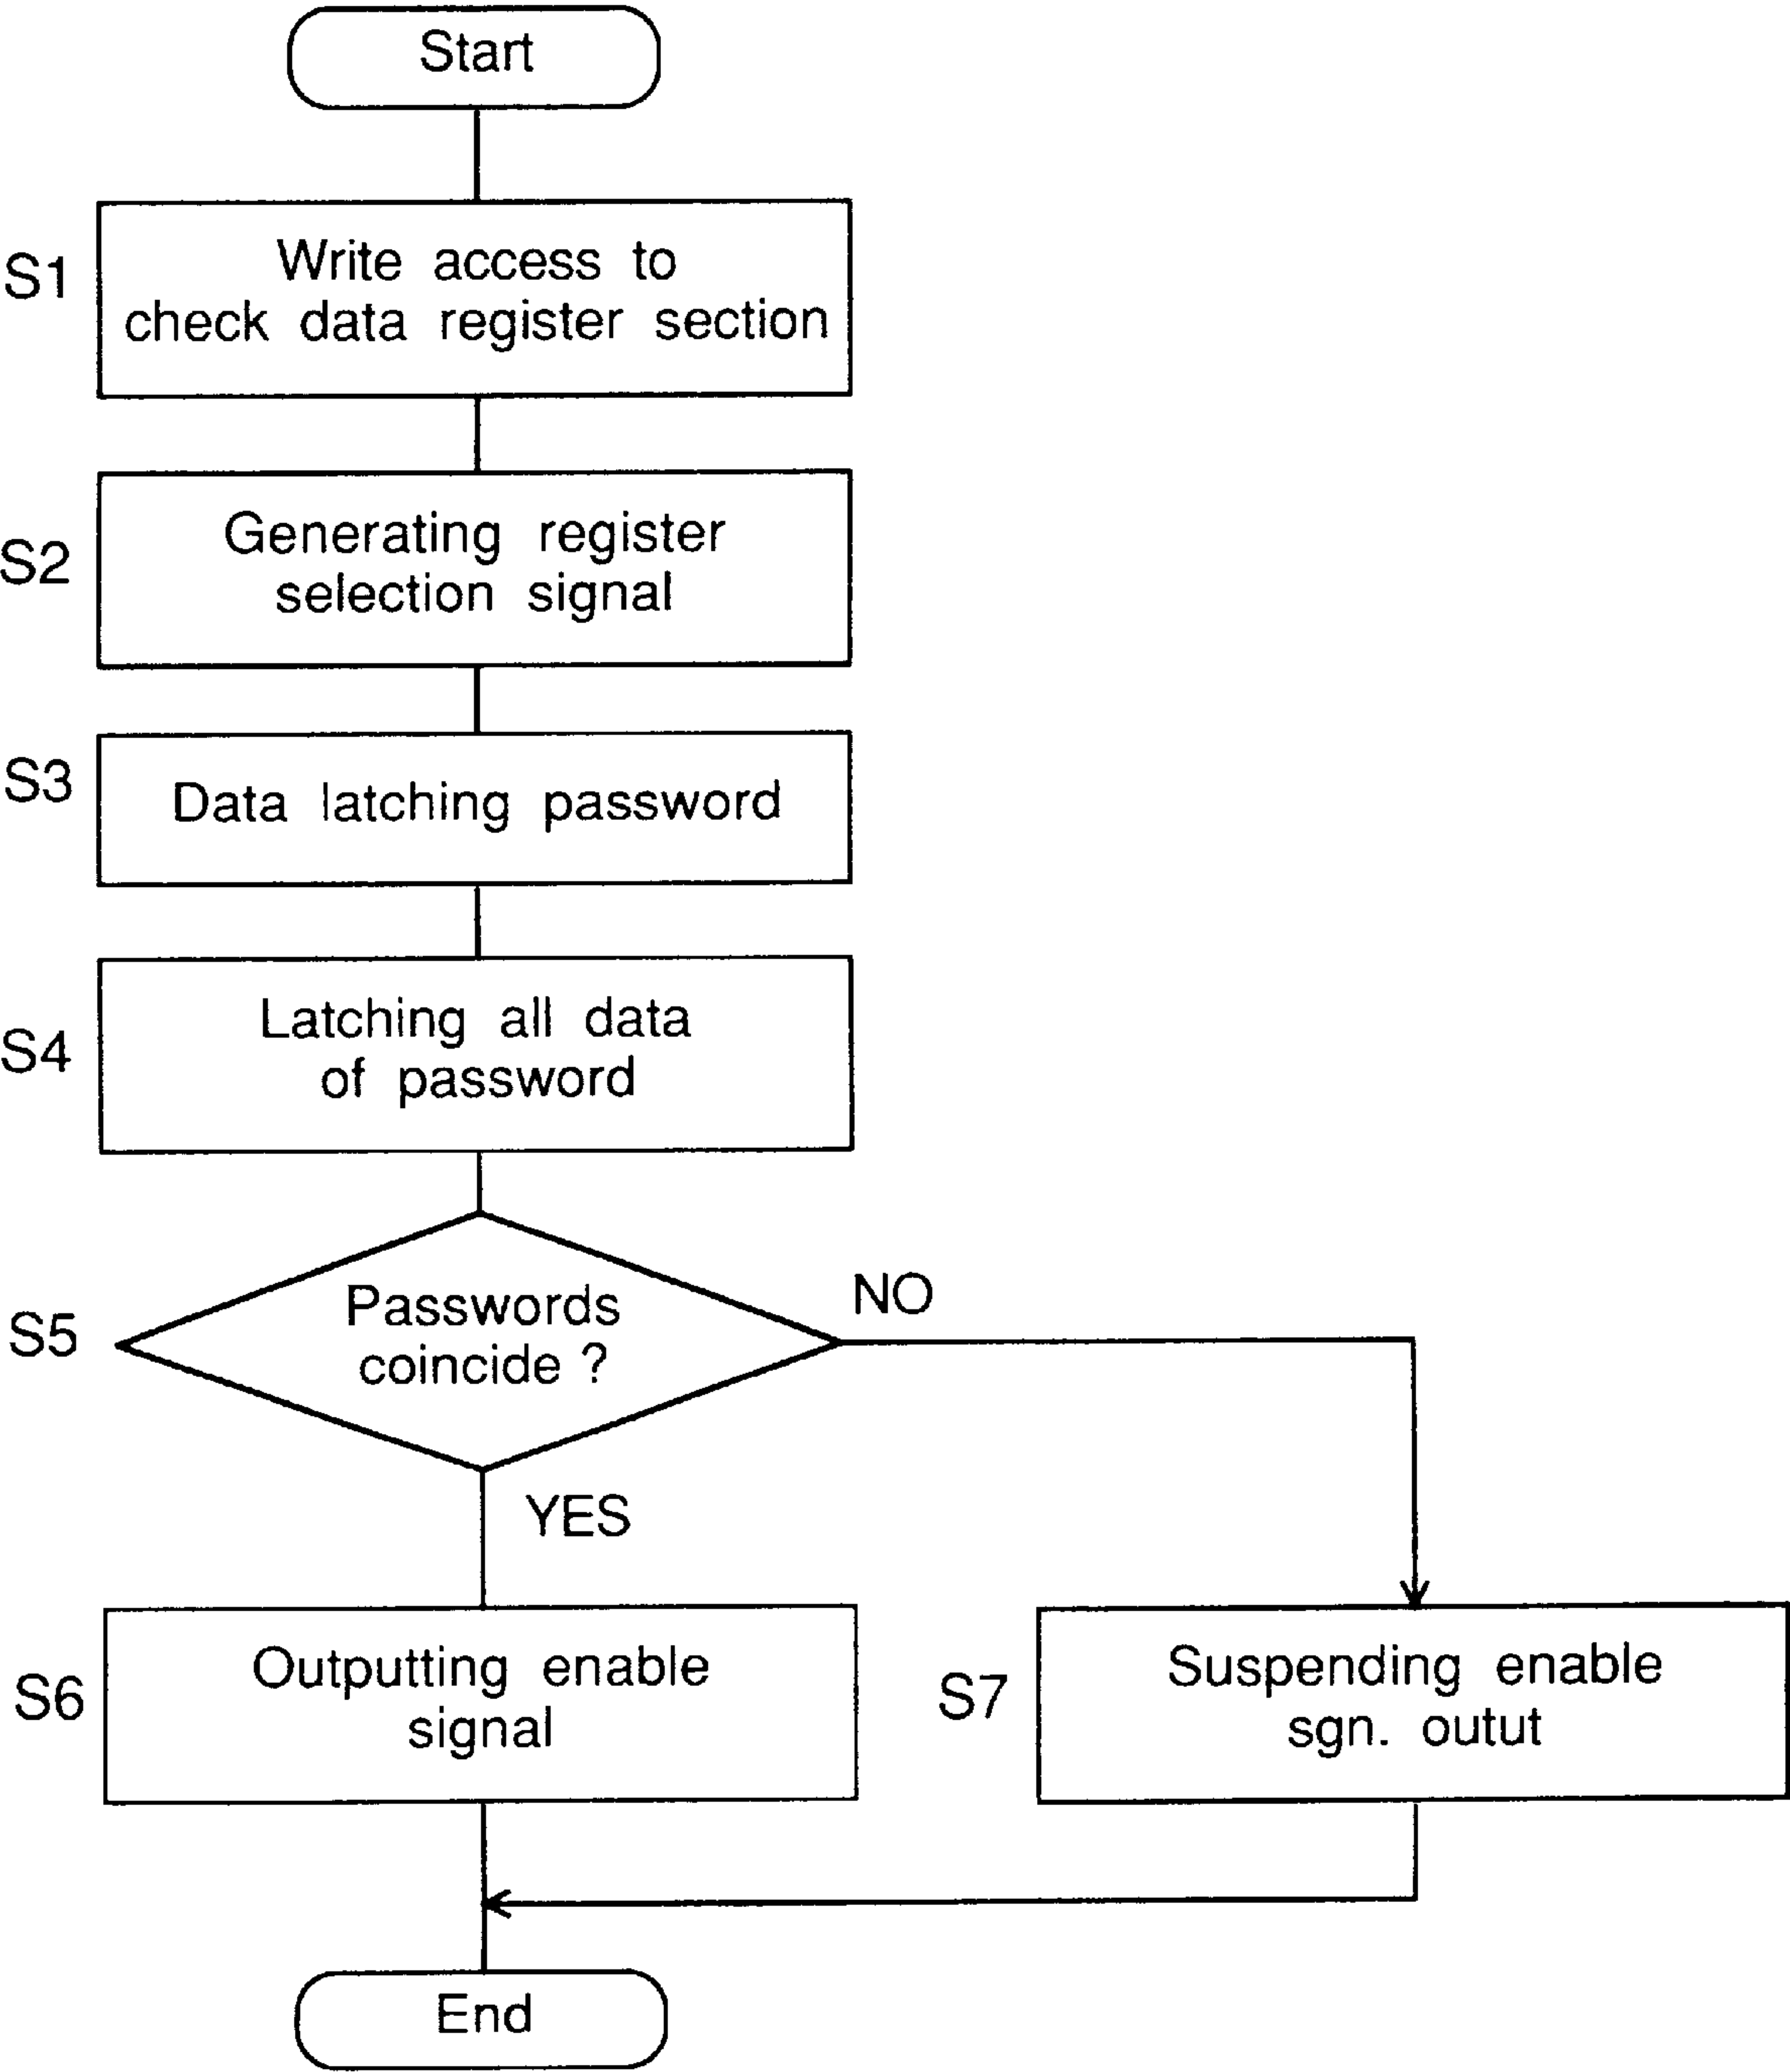 Start
S1
Write access to
check data register section
S2
Generating register
selection signal
S3
Data latching password
S4
Latching all data
of password
S5
Passwords
coincide ?
NO
YES
S6
Outputting enable
signal
S7
Suspending enable
sgn. outut
End